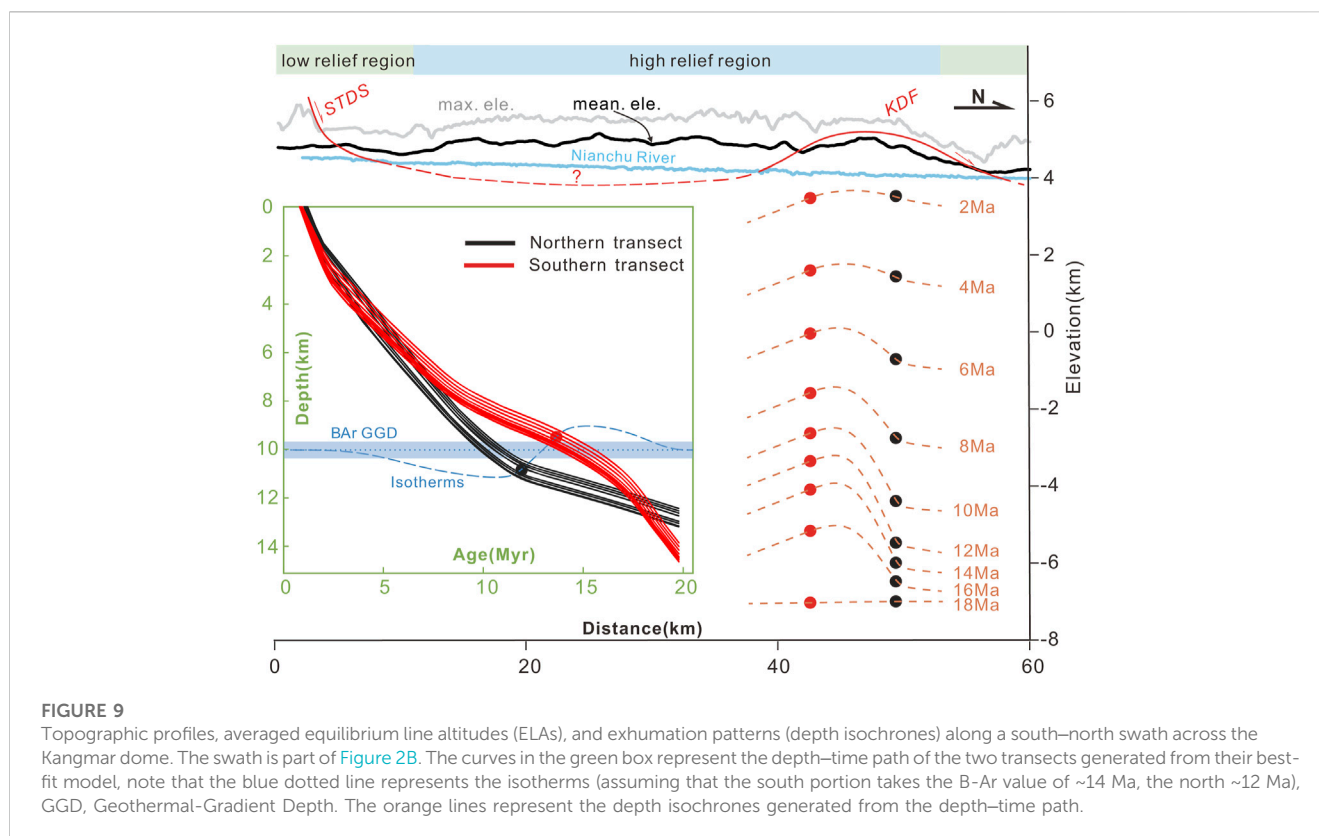 low relief region high relief region
STDS max. ele. mean. ele. KDF N 6
Nianchu River
? 4
0 2Ma
Northern transect
Southern transect
2 2
4Ma
4
Depth(km) 0 Elevation(km)
6 6Ma
8 -2
8Ma
BAr GGD
10 -4
Isotherms 10Ma
12 12Ma
14 Age(Myr) -6
14Ma
16Ma
0 5 10 15 20 18Ma
Distance(km) -8
0 20 40 60
FIGURE 9
Topographic profiles, averaged equilibrium line altitudes (ELAs), and exhumation patterns (depth isochrones) along a south–north swath across the
Kangmar dome. The swath is part of Figure 2B. The curves in the green box represent the depth–time path of the two transects generated from their best-
fit model, note that the blue dotted line represents the isotherms (assuming that the south portion takes the B-Ar value of ~14 Ma, the north ~12 Ma),
GGD, Geothermal-Gradient Depth. The orange lines represent the depth isochrones generated from the depth–time path.